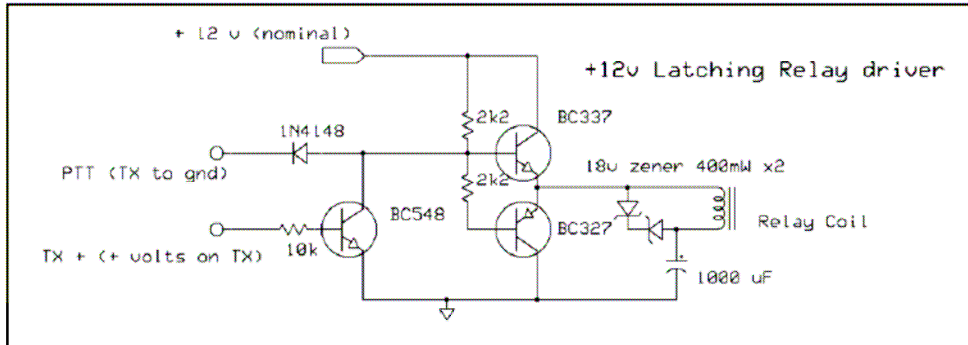 + 12 v (nominal)
+12v Latching Relay driver
2k2
BC337
1N4148
18v zener 400mW x2
PTT (TX to gnd)
2k2
BC548
BC327
Relay Coil
10k
TX + (+ volts on TX)
+
1000 uF